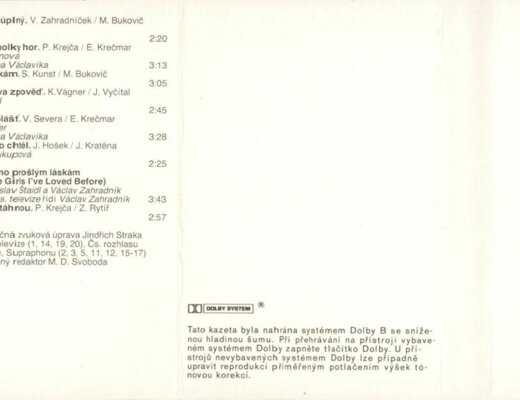 úplný. V. Zahradníček / M. Bukovič
2:20
holky hor. P. Krejča / E. Krečmar
nová
na Václavíka 3:13
kám. S. Kunst / M. Bukovič
3:05
va zpověď. K.Vágner / J. Vyčítal
2:45
plášť. V. Severa / E. Krečmar
er
na Václavíka 3:28
o chtěl. J. Hošek / J. Kratěna
ukupová
2:25
no prošlým láskám
e Girls I've Loved Before)
slav Štaidl a Václav Zahradník
s. televize řídí Václav Zahradník 3:43
táhnou. P. Krejča / Z. Rytíř
2:57
čná zvuková úprava Jindřich Straka
levize (1, 14, 19, 20), Čs. rozhlasu
), Supraphonu (2, 3, 5, 11, 12, 15-17)
ný redaktor M. D. Svoboda
DOLBY SYSTEM ®
Tato kazeta byla nahrána systémem Dolby B se sníže-
nou hladinou šumu. Při přehrávání na přístroji vybave-
ném systémem Dolby zapněte tlačítko Dolby. U pří-
strojů nevybavených systémem Dolby lze případně
upravit reprodukci přiměřeným potlačením výšek tó-
novou korekcí.